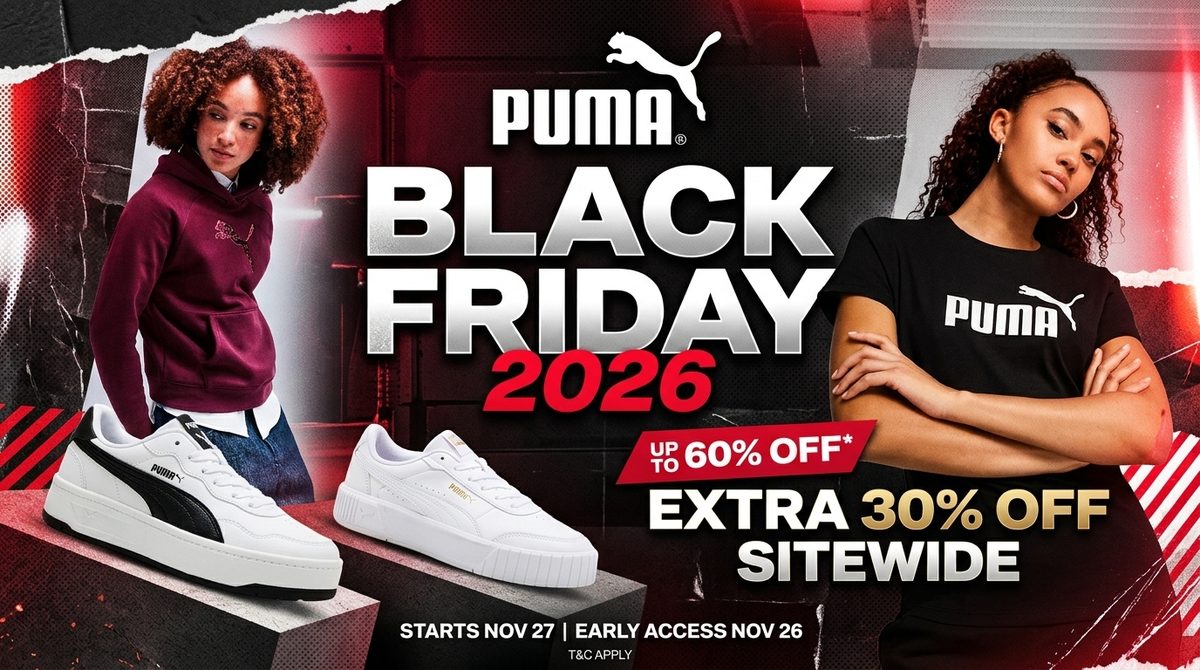 PUMA®
BLACK
FRIDAY
2026
UP TO 60% OFF*
EXTRA 30% OFF
SITEWIDE
STARTS NOV 27 | EARLY ACCESS NOV 26
T&C APPLY
PUMA
PUMA
PUMA
PUMA